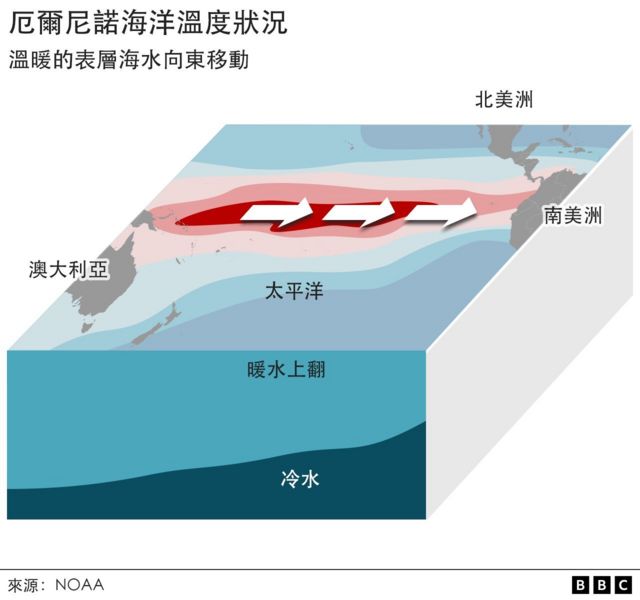 厄爾尼諾海洋溫度狀況
溫暖的表層海水向東移動
北美洲
南美洲
澳大利亞
太平洋
暖水上翻
冷水
來源：NOAA
BBC